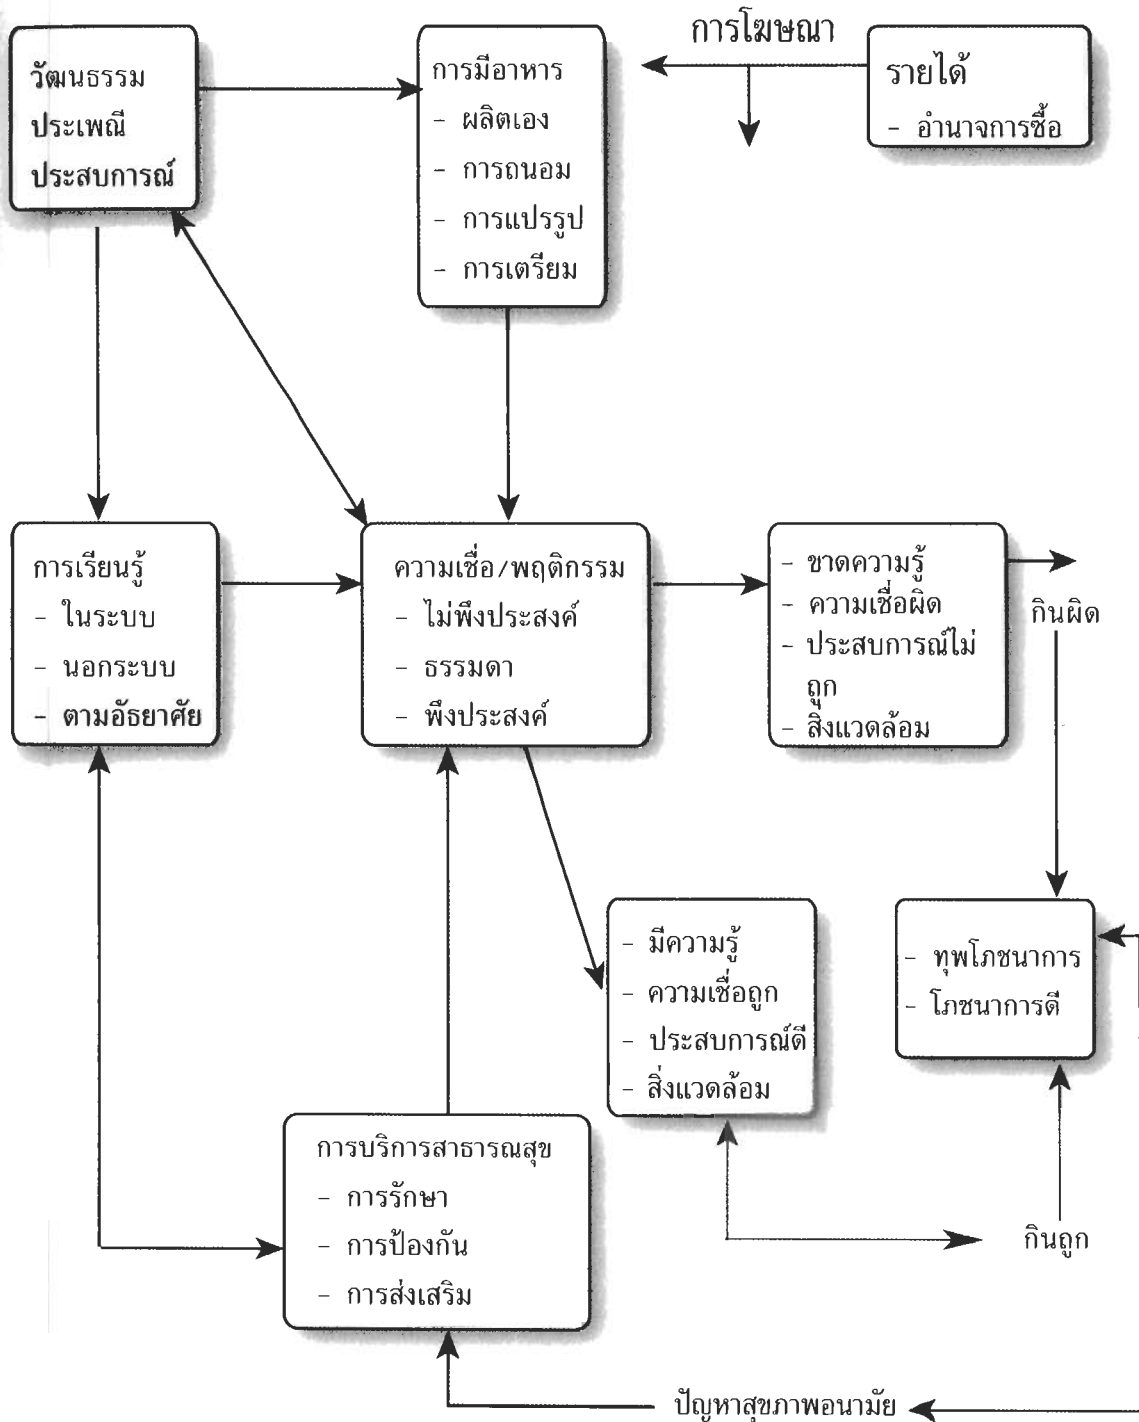 วัฒนธรรม
ประเพณี
ประสบการณ์
การมีอาหาร
- ผลิตเอง
- การถนอม
- การแปรรูป
- การเตรียม
การโฆษณา
รายได้
- อำนาจการซื้อ
การเรียนรู้
- ในระบบ
- นอกระบบ
- ตามอัธยาศัย
ความเชื่อ/พฤติกรรม
- ไม่พึงประสงค์
- ธรรมดา
- พึงประสงค์
- ขาดความรู้
- ความเชื่อผิด
- ประสบการณ์ไม่
ถูก
- สิ่งแวดล้อม
กินผิด
- มีความรู้
- ความเชื่อถูก
- ประสบการณ์ดี
- สิ่งแวดล้อม
- ทุพโภชนาการ
- โภชนาการดี
การบริการสาธารณสุข
- การรักษา
- การป้องกัน
- การส่งเสริม
กินถูก
ปัญหาสุขภาพอนามัย